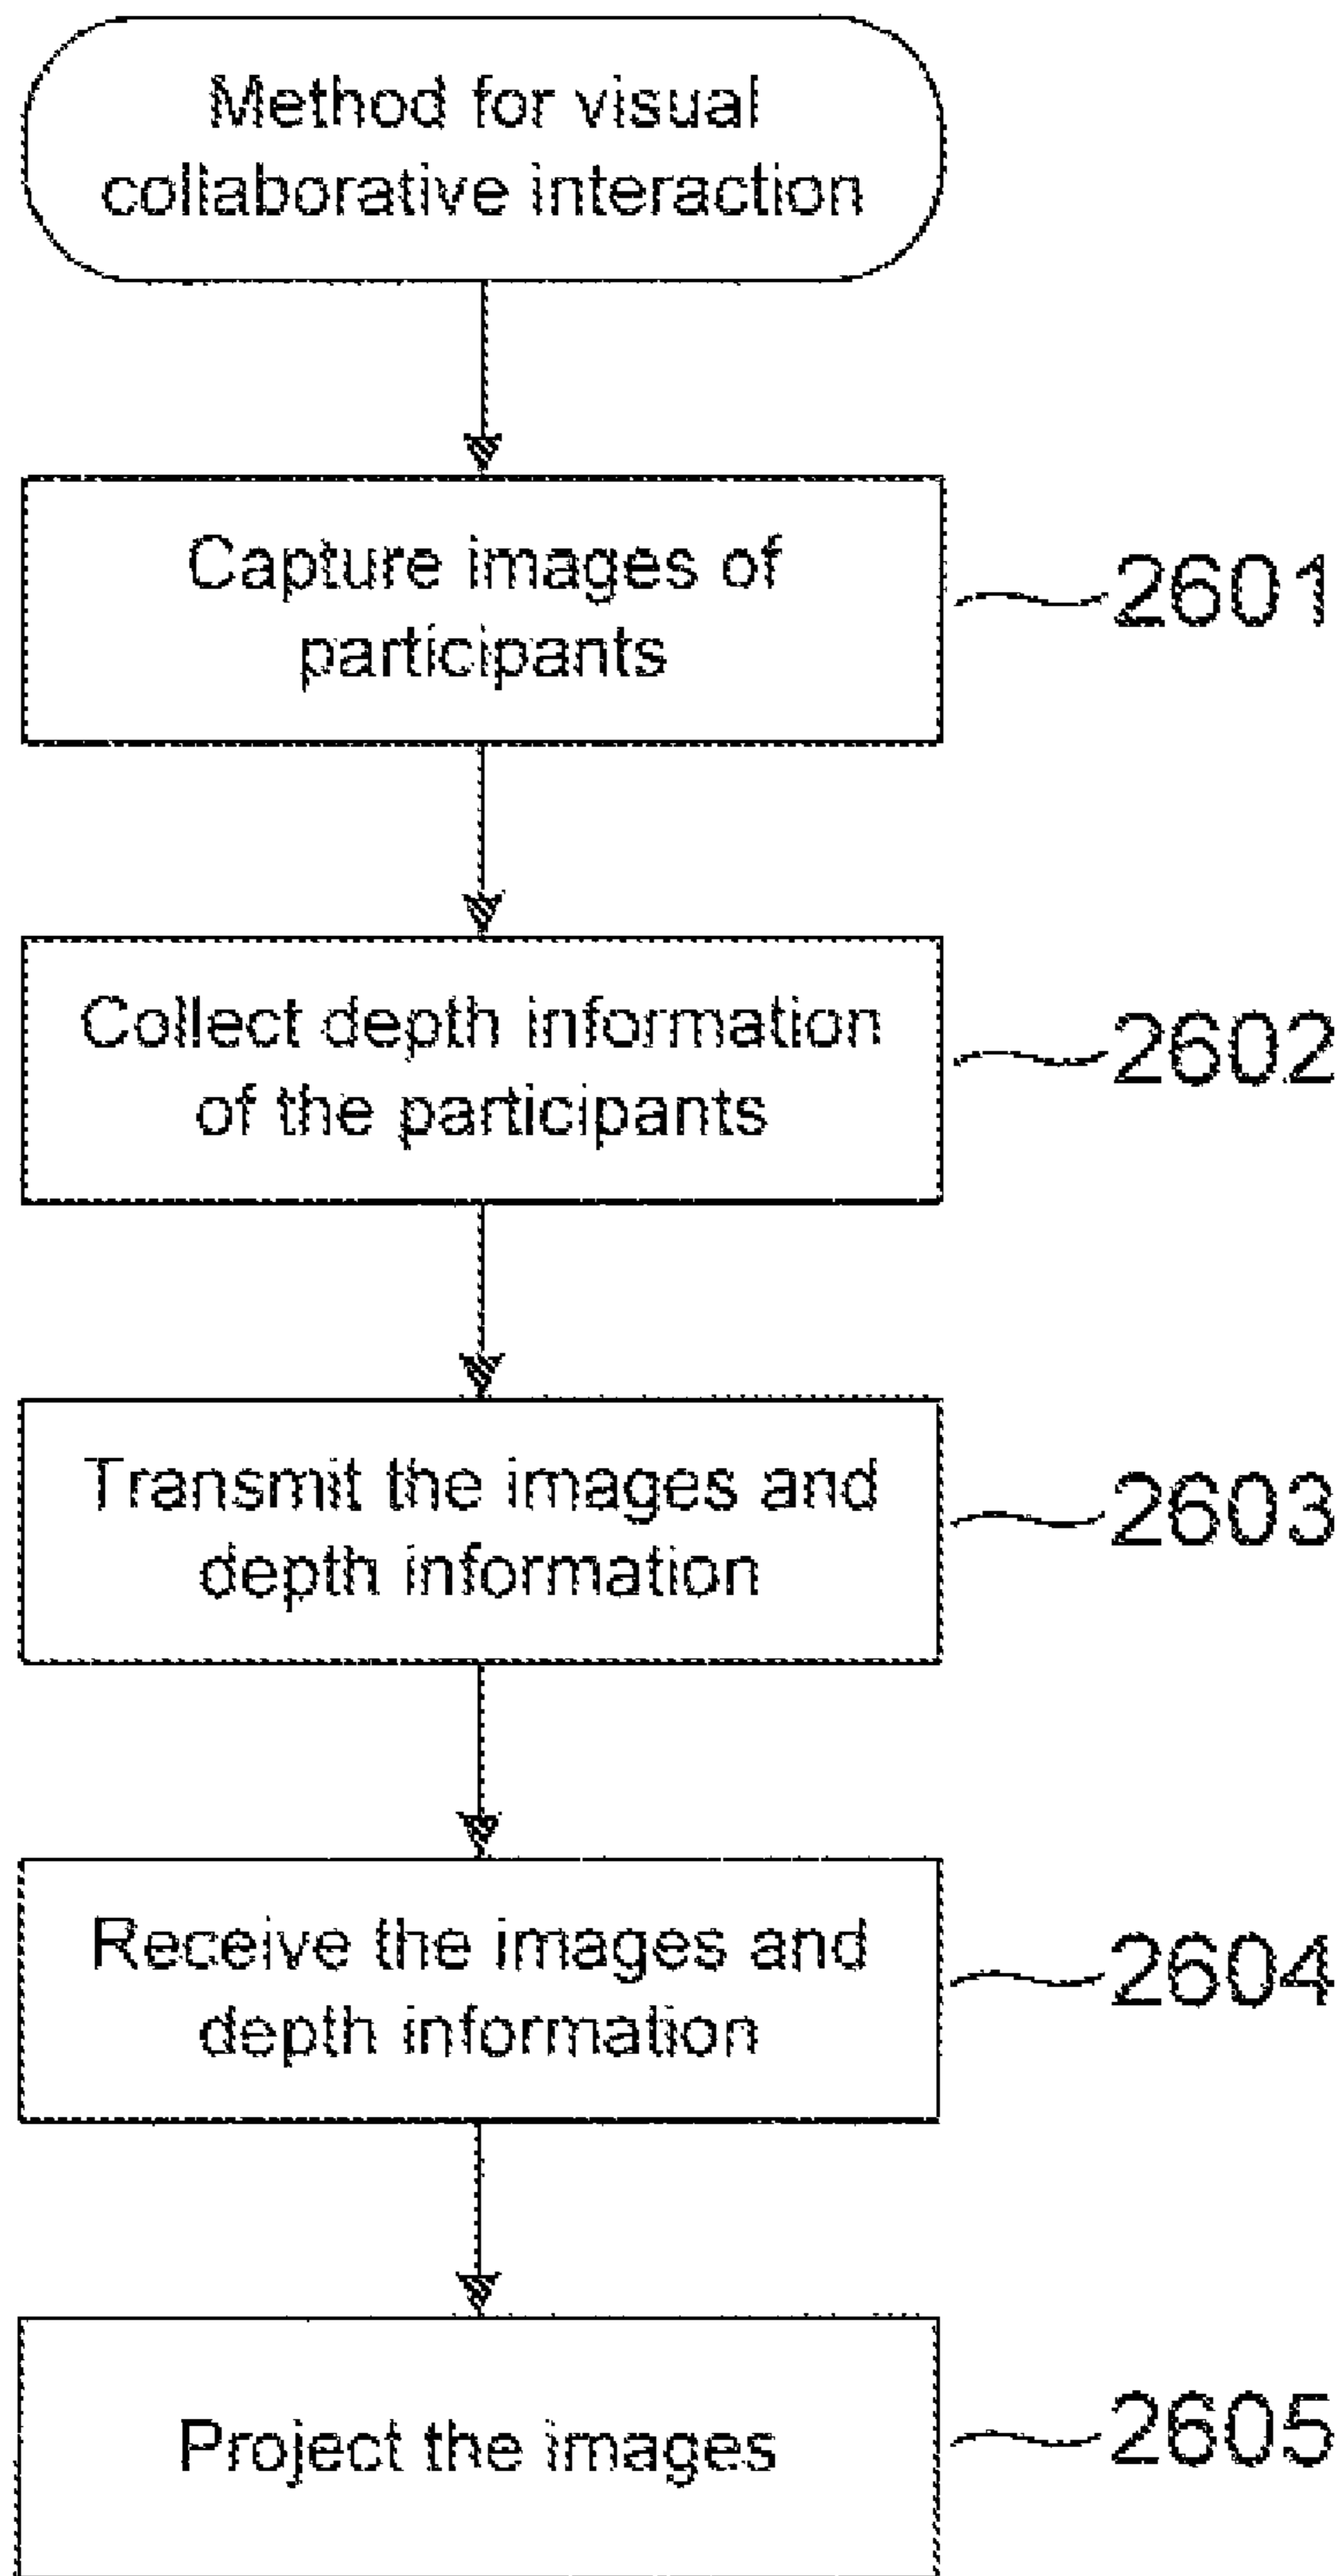 Method for visual
collaborative interaction
Capture images of
participants
2601
Collect depth information
of the participants
2602
Transmit the images and
depth information
2603
Receive the images and
depth information
2604
Project the images
2605